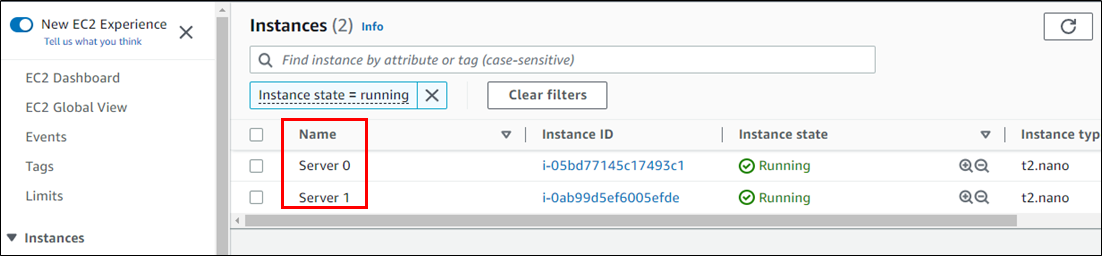 New EC2 Experience
Tell us what you think
EC2 Dashboard
EC2 Global View
Events
Tags
Limits
Instances
Instances (2) Info
Find instance by attribute or tag (case-sensitive)
Instance state = running
Clear filters
Name Instance ID Instance state Instance typ
Server 0 i-05bd77145c17493c1 Running t2.nano
Server 1 i-0ab99d5ef6005efde Running t2.nano